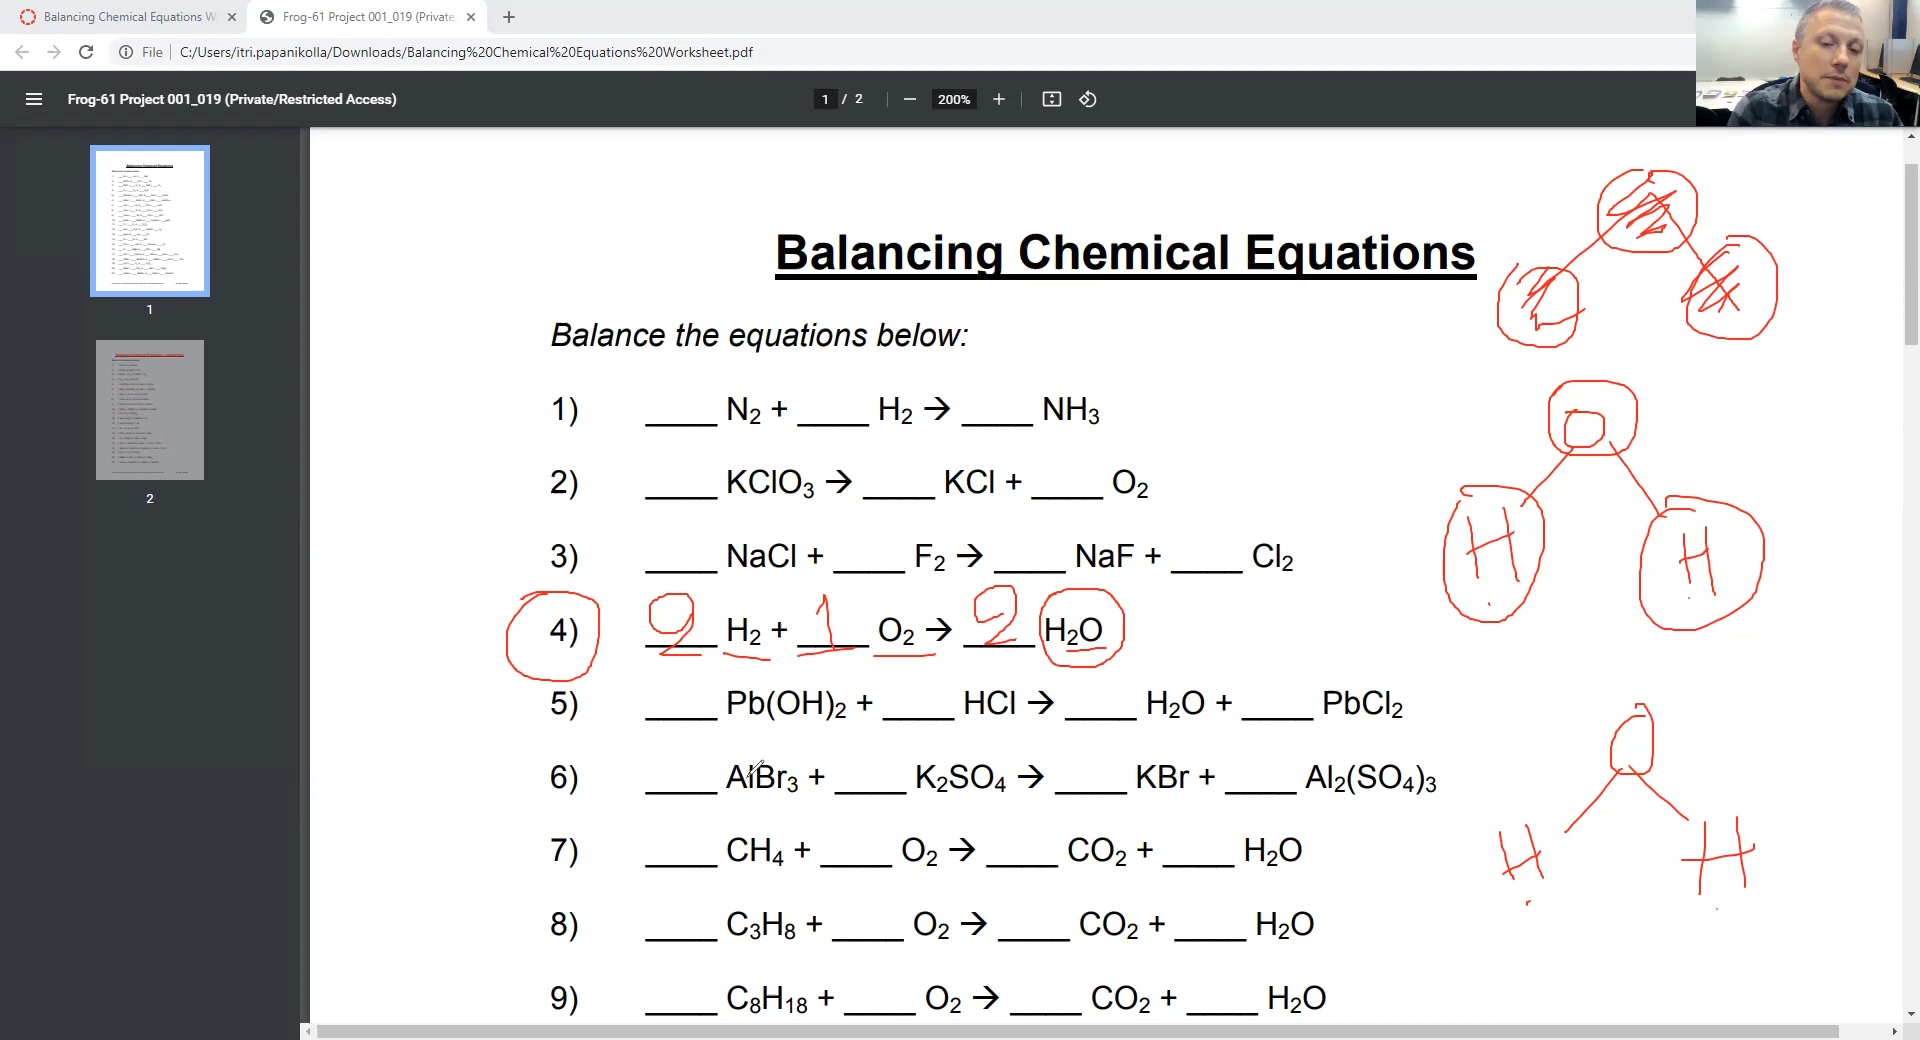 Balancing Chemical Equations W
Frog-61 Project 001_019 (Private
File C:/Users/itri.papanikolla/Downloads/Balancing%20Chemical%20Equations%20Worksheet.pdf
Frog-61 Project 001_019 (Private/Restricted Access)
1 / 2
200%
1
2
Balancing Chemical Equations
Balance the equations below:
1) ____ N₂ + ____ H₂ → ____ NH₃
2) ____ KClO₃ → ____ KCl + ____ O₂
3) ____ NaCl + ____ F₂ → ____ NaF + ____ Cl₂
4) 2 H₂ + 1 O₂ → 2 H₂O
5) ____ Pb(OH)₂ + ____ HCl → ____ H₂O + ____ PbCl₂
6) ____ AlBr₃ + ____ K₂SO₄ → ____ KBr + ____ Al₂(SO₄)₃
7) ____ CH₄ + ____ O₂ → ____ CO₂ + ____ H₂O
8) ____ C₃H₈ + ____ O₂ → ____ CO₂ + ____ H₂O
9) ____ C₈H₁₈ + ____ O₂ → ____ CO₂ + ____ H₂O
O
H H
O
H H